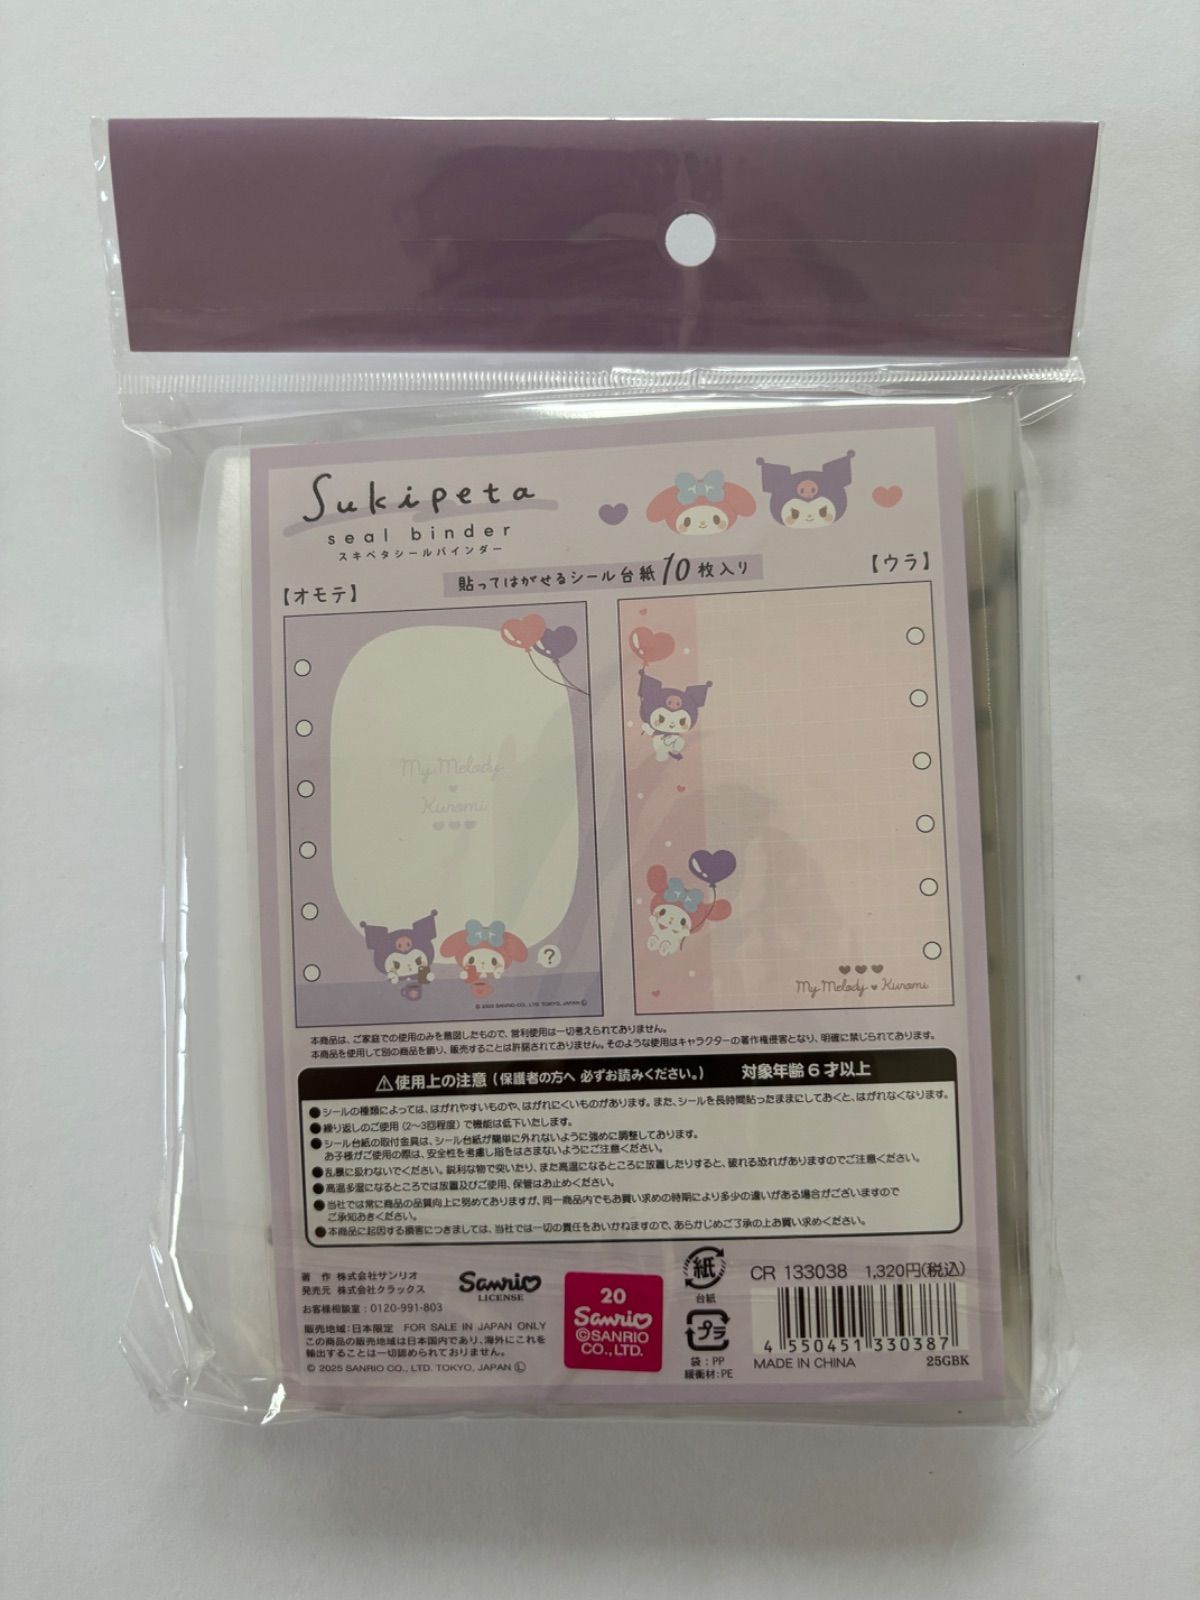 Sukipeta
seal binder
スキペタシールバインダー
貼ってはがせるシール台紙10枚入り
【オモテ】
【ウラ】
My Melody
Kuromi
?
© 2025 SANRIO CO., LTD. TOKYO, JAPAN Ⓛ
My Melody Kuromi
本商品は、ご家庭での使用のみを意図したもので、営利使用は一切考えられておりません。
本商品を使用して別の商品を飾り、販売することは許諾されておりません。そのような使用はキャラクターの著作権侵害となり、明確に禁じられております。
⚠使用上の注意(保護者の方へ 必ずお読みください。) 対象年齢6才以上
●シールの種類によっては、はがれやすいものや、はがれにくいものがあります。また、シールを長時間貼ったままにしておくと、はがれなくなります。
●繰り返しのご使用(2~3回程度)で機能は低下いたします。
●シール台紙の取付金具は、シール台紙が簡単に外れないように強めに調整しております。
お子様がご使用の際は、安全性を考慮し指をはさまないようにご注意ください。
●乱暴に扱わないでください。鋭利な物で突いたり、また高温になるところに放置したりすると、破れる恐れがありますのでご注意ください。
●高温多湿になるところでは放置及びご使用、保管はお止めください。
●当社では常に商品の品質向上に努めておりますが、同一商品内でもお買い求めの時期により多少の違いがある場合がございますので
ご承知おきください。
●本商品に起因する損害につきましては、当社では一切の責任をおいかねますので、あらかじめご了承の上お買い求めください。
著 作 株式会社サンリオ
発売元 株式会社クラックス
お客様相談室:0120-991-803
Sanrio
LICENSE
販売地域:日本限定 FOR SALE IN JAPAN ONLY
この商品の販売地域は日本国内であり、海外にこれを
輸出することは一切認められておりません。
© 2025 SANRIO CO., LTD. TOKYO, JAPAN Ⓛ
20
Sanrio
©SANRIO
CO.,LTD.
紙
台紙
プラ
袋:PP
緩衝材:PE
CR 133038 1,320円(税込)
4 550451 330387
MADE IN CHINA 25GBK